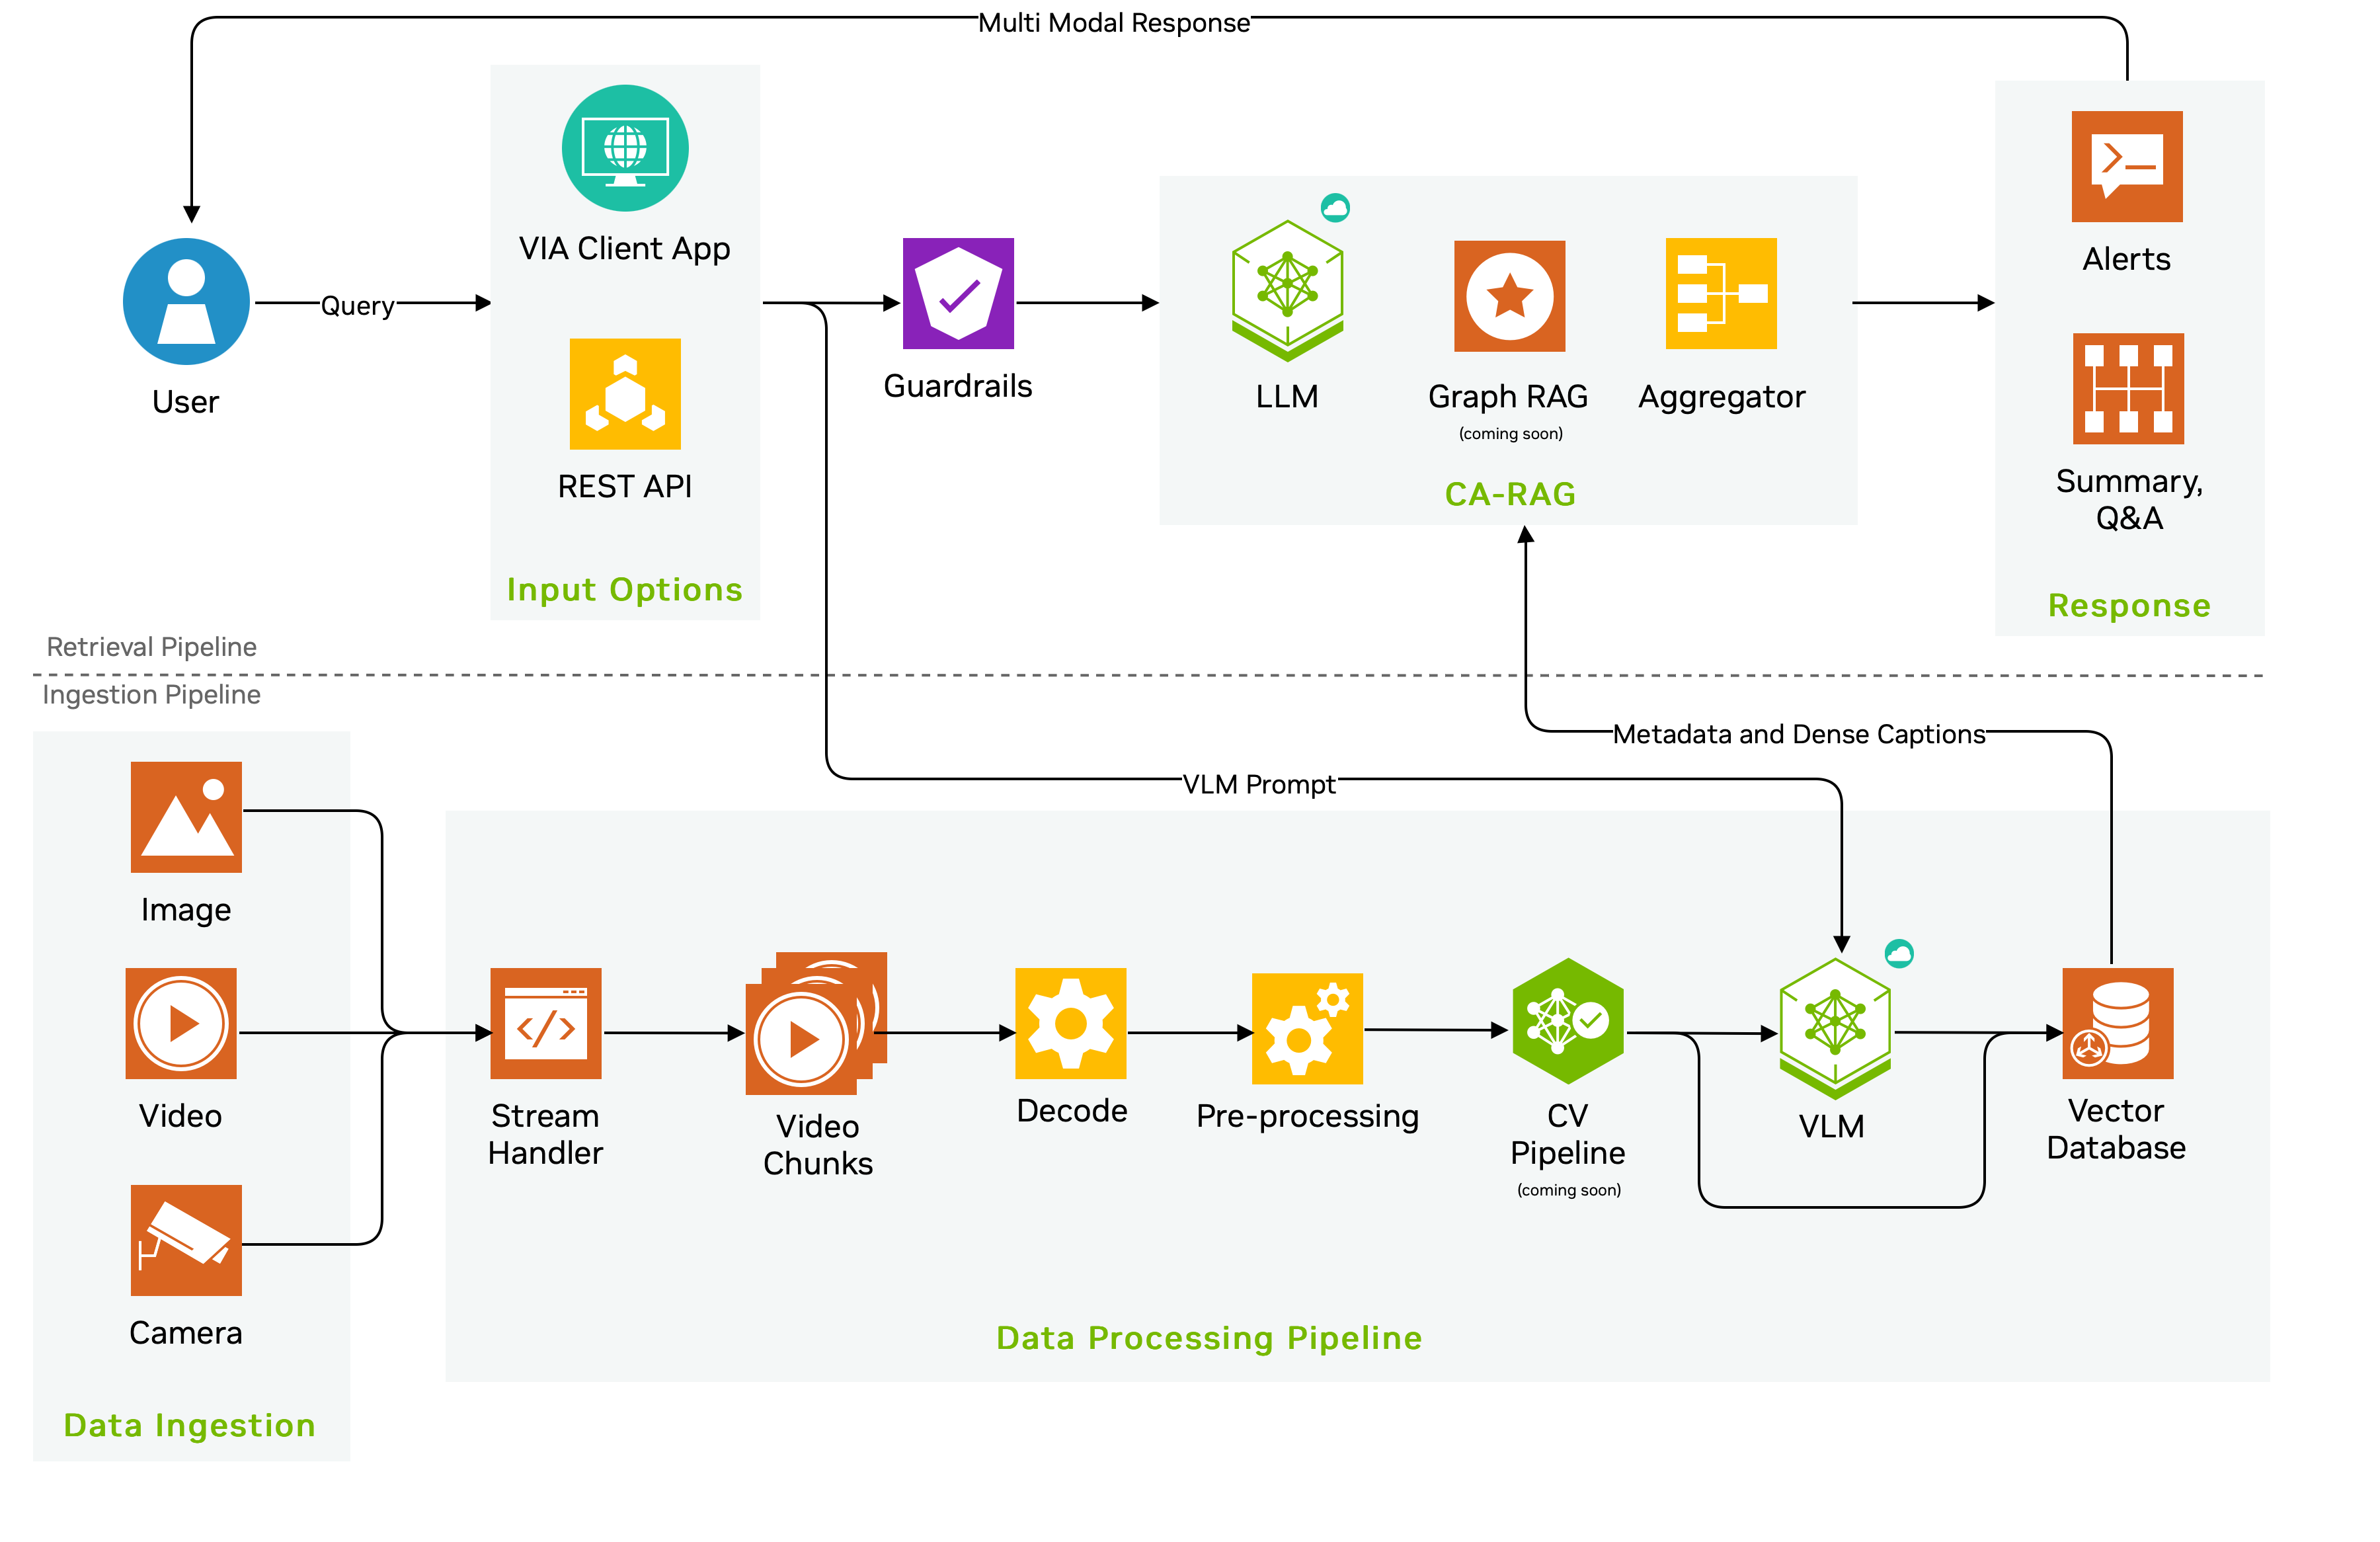 Multi Modal Response
VIA Client App
Alerts
Query
User
Guardrails
LLM
Graph RAG
(coming soon)
Aggregator
REST API
CA-RAG
Summary,
Q&A
Input Options
Response
Retrieval Pipeline
Ingestion Pipeline
Metadata and Dense Captions
VLM Prompt
Image
Video
Stream
Handler
Video
Chunks
Decode
Pre-processing
CV
Pipeline
(coming soon)
VLM
Vector
Database
Camera
Data Processing Pipeline
Data Ingestion